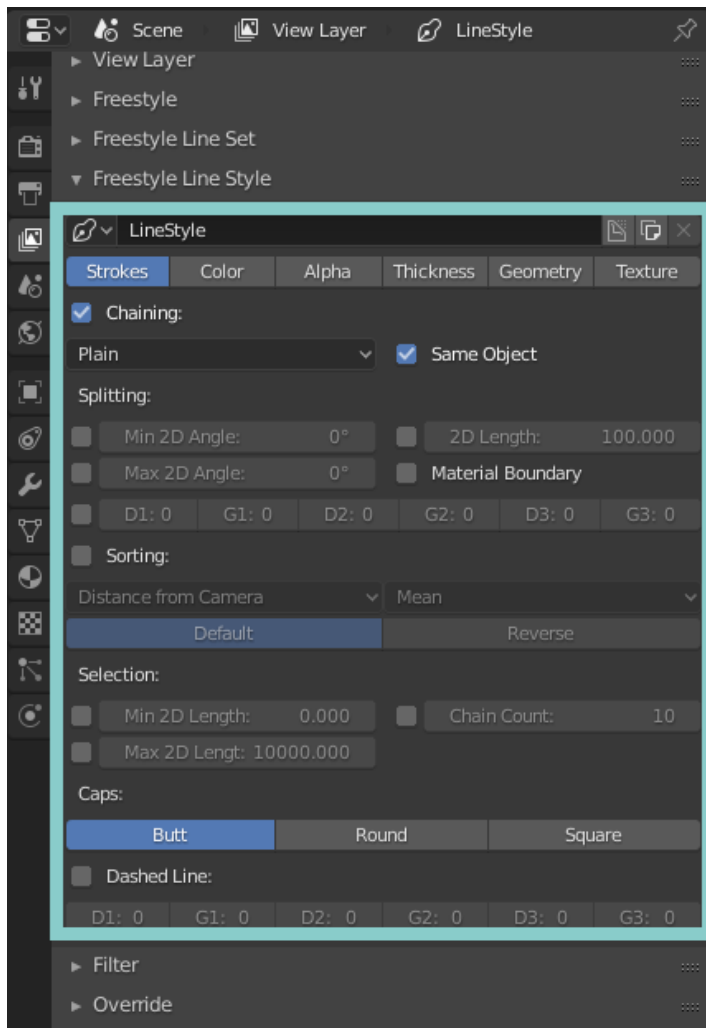 Scene View Layer LineStyle
View Layer
Freestyle
Freestyle Line Set
Freestyle Line Style
LineStyle
Strokes Color Alpha Thickness Geometry Texture
Chaining:
Plain Same Object
Splitting:
Min 2D Angle: 0° 2D Length: 100.000
Max 2D Angle: 0° Material Boundary
D1: 0 G1: 0 D2: 0 G2: 0 D3: 0 G3: 0
Sorting:
Distance from Camera Mean
Default Reverse
Selection:
Min 2D Length: 0.000 Chain Count: 10
Max 2D Lengt: 10000.000
Caps:
Butt Round Square
Dashed Line:
D1: 0 G1: 0 D2: 0 G2: 0 D3: 0 G3: 0
Filter
Override